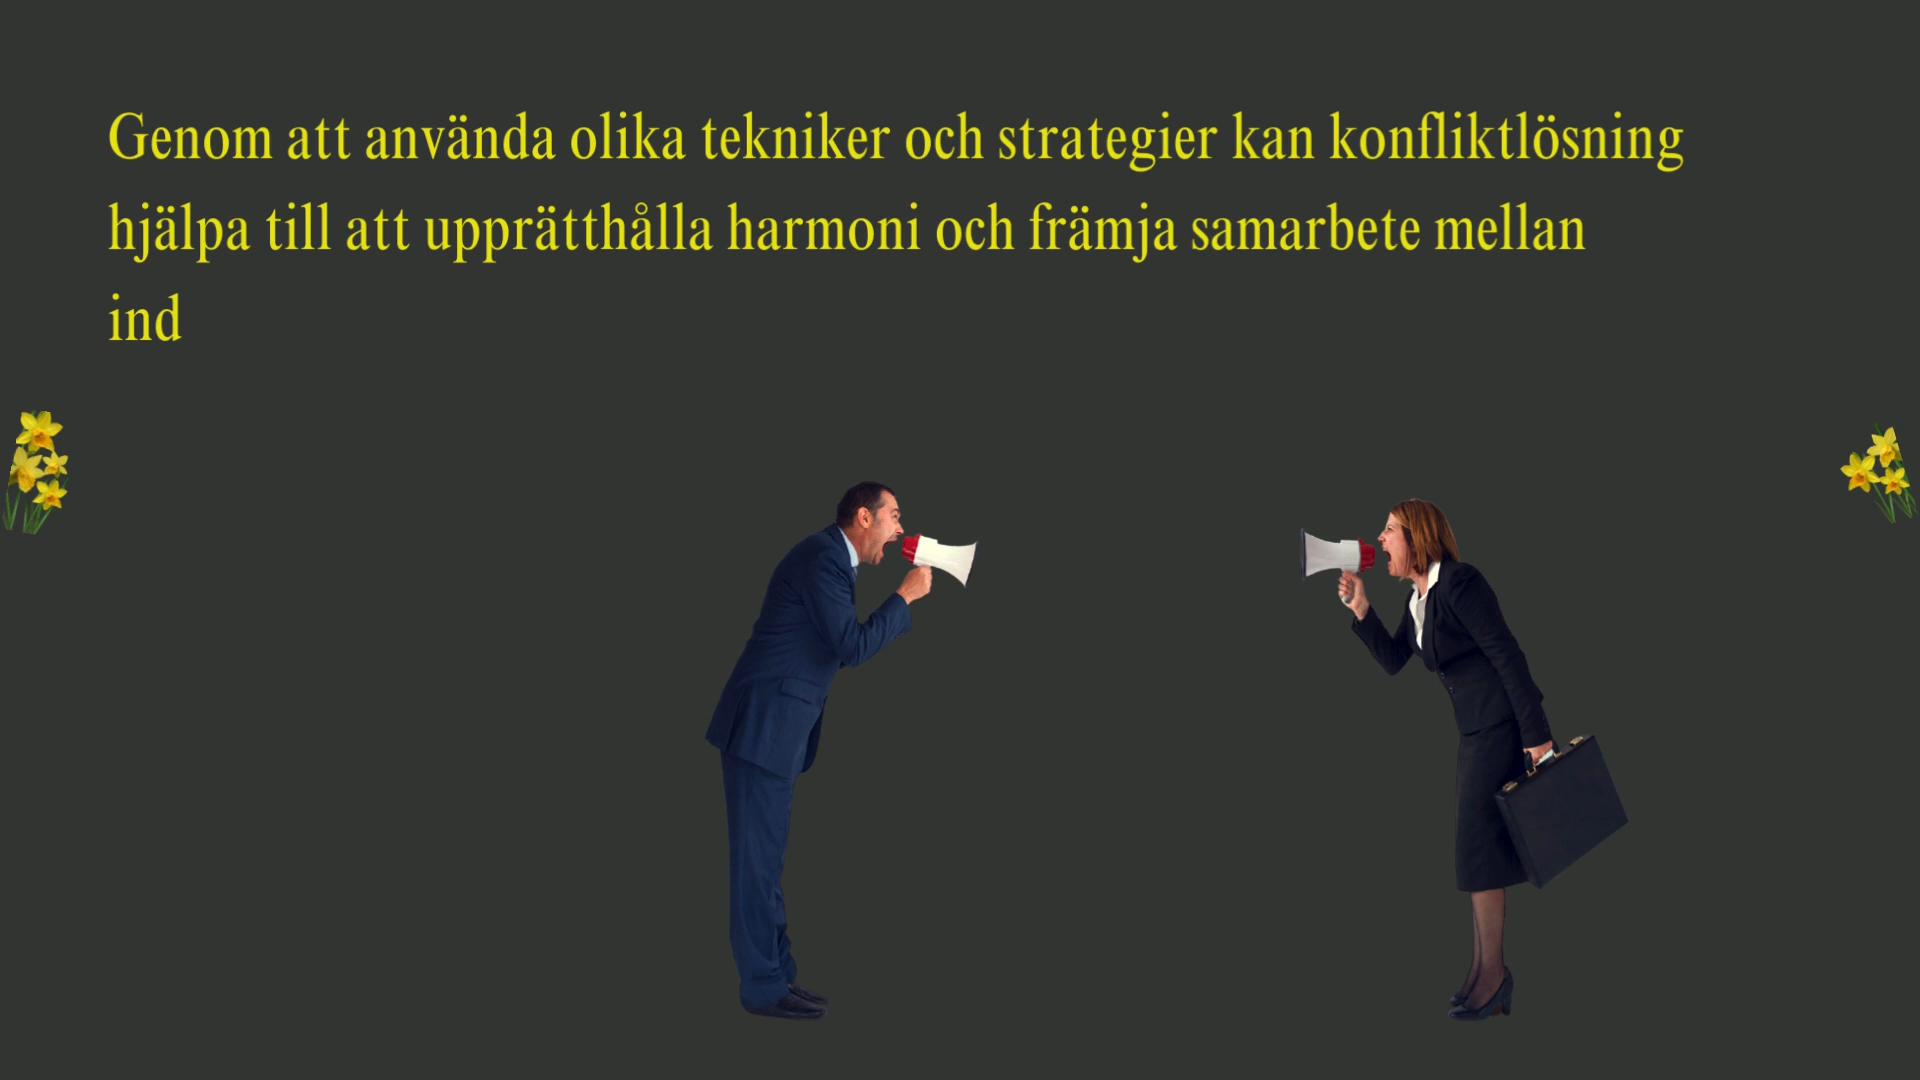 Genom att använda olika tekniker och strategier kan konfliktlösning
hjälpa till att upprätthålla harmoni och främja samarbete mellan
ind